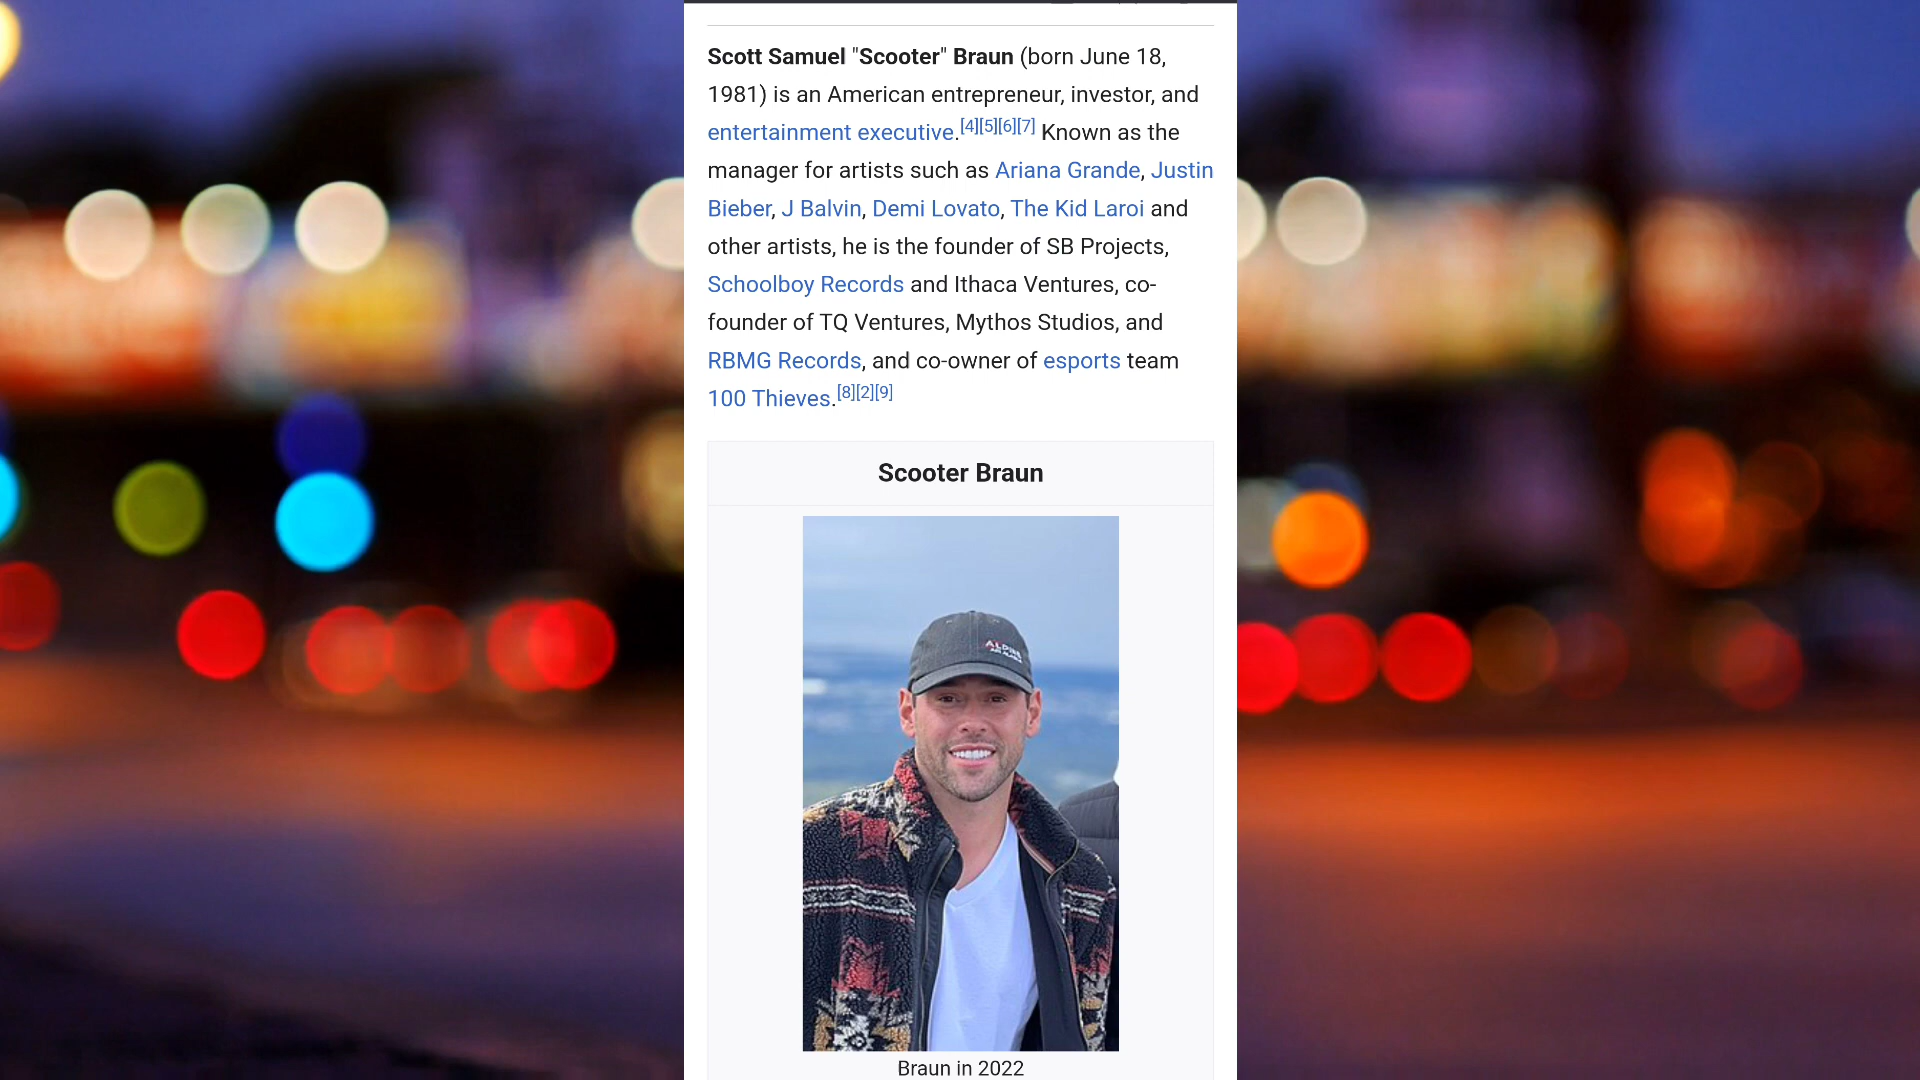 Scott Samuel "Scooter" Braun (born June 18,
1981) is an American entrepreneur, investor, and
entertainment executive.[4][5][6][7] Known as the
manager for artists such as Ariana Grande, Justin
Bieber, J Balvin, Demi Lovato, The Kid Laroi and
other artists, he is the founder of SB Projects,
Schoolboy Records and Ithaca Ventures, co-
founder of TQ Ventures, Mythos Studios, and
RBMG Records, and co-owner of esports team
100 Thieves.[8][2][9]
Scooter Braun
Braun in 2022